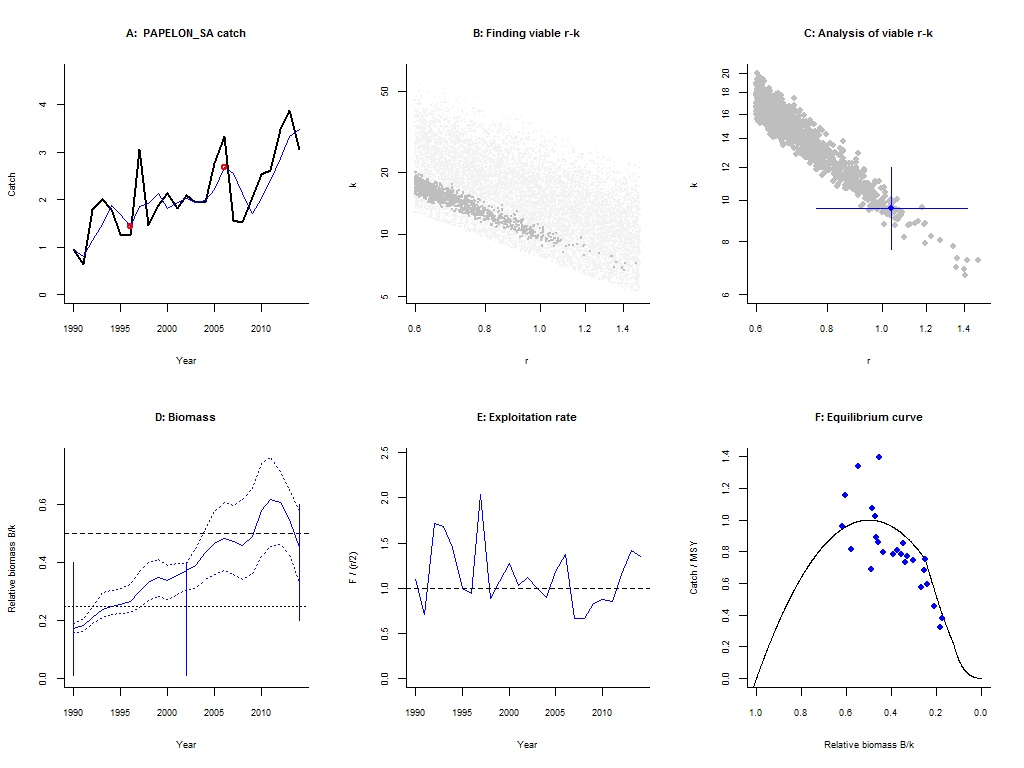 A:  PAPELON_SA catch
Catch
4
3
2
1
0
1990 1995 2000 2005 2010
Year
B: Finding viable r-k
k
50
20
10
5
0.6 0.8 1.0 1.2 1.4
r
C: Analysis of viable r-k
k
20
18
16
14
12
10
8
6
0.6 0.8 1.0 1.2 1.4
r
D: Biomass
Relative biomass B/k
0.6
0.4
0.2
0.0
1990 1995 2000 2005 2010
Year
E: Exploitation rate
F / (r/2)
2.5
2.0
1.5
1.0
0.5
0.0
1990 1995 2000 2005 2010
Year
F: Equilibrium curve
Catch / MSY
1.4
1.2
1.0
0.8
0.6
0.4
0.2
0.0
1.0 0.8 0.6 0.4 0.2 0.0
Relative biomass B/k